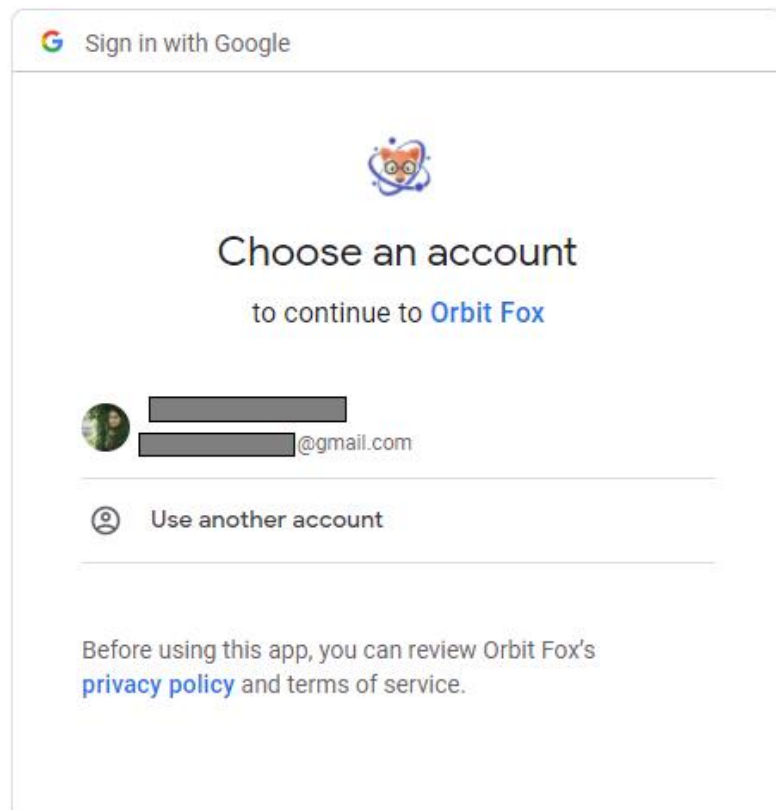 Sign in with Google
Choose an account
to continue to Orbit Fox
@gmail.com
Use another account
Before using this app, you can review Orbit Fox’s
privacy policy and terms of service.